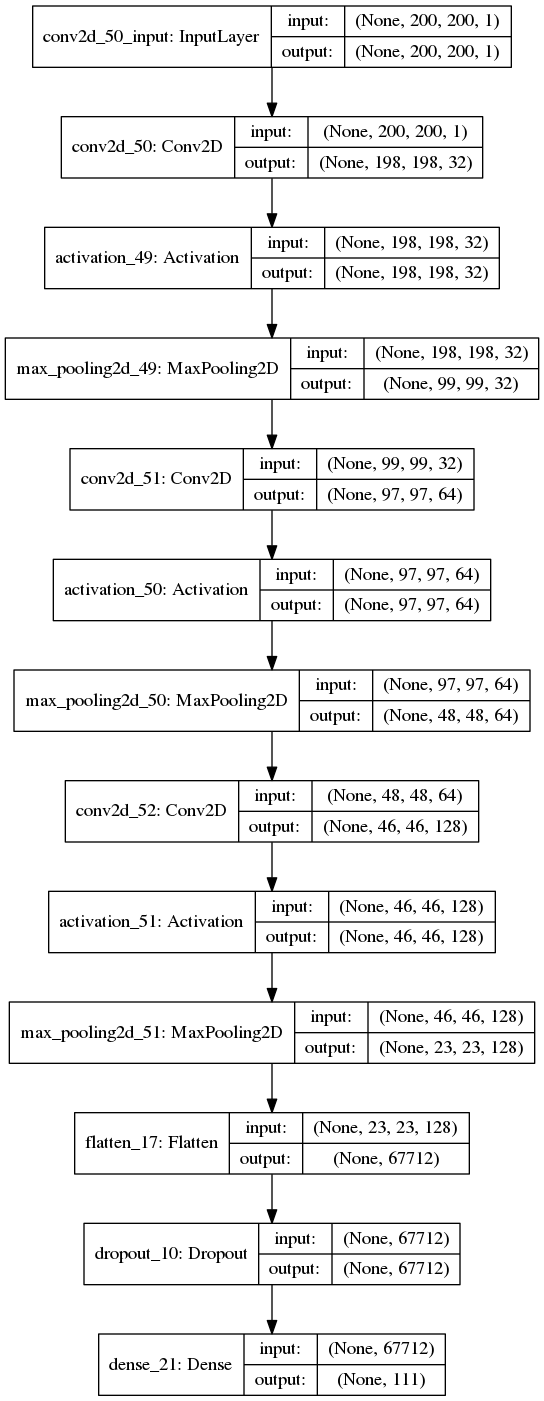 conv2d_50_input: InputLayer
input: (None, 200, 200, 1)
output: (None, 200, 200, 1)
conv2d_50: Conv2D
input: (None, 200, 200, 1)
output: (None, 198, 198, 32)
activation_49: Activation
input: (None, 198, 198, 32)
output: (None, 198, 198, 32)
max_pooling2d_49: MaxPooling2D
input: (None, 198, 198, 32)
output: (None, 99, 99, 32)
conv2d_51: Conv2D
input: (None, 99, 99, 32)
output: (None, 97, 97, 64)
activation_50: Activation
input: (None, 97, 97, 64)
output: (None, 97, 97, 64)
max_pooling2d_50: MaxPooling2D
input: (None, 97, 97, 64)
output: (None, 48, 48, 64)
conv2d_52: Conv2D
input: (None, 48, 48, 64)
output: (None, 46, 46, 128)
activation_51: Activation
input: (None, 46, 46, 128)
output: (None, 46, 46, 128)
max_pooling2d_51: MaxPooling2D
input: (None, 46, 46, 128)
output: (None, 23, 23, 128)
flatten_17: Flatten
input: (None, 23, 23, 128)
output: (None, 67712)
dropout_10: Dropout
input: (None, 67712)
output: (None, 67712)
dense_21: Dense
input: (None, 67712)
output: (None, 111)